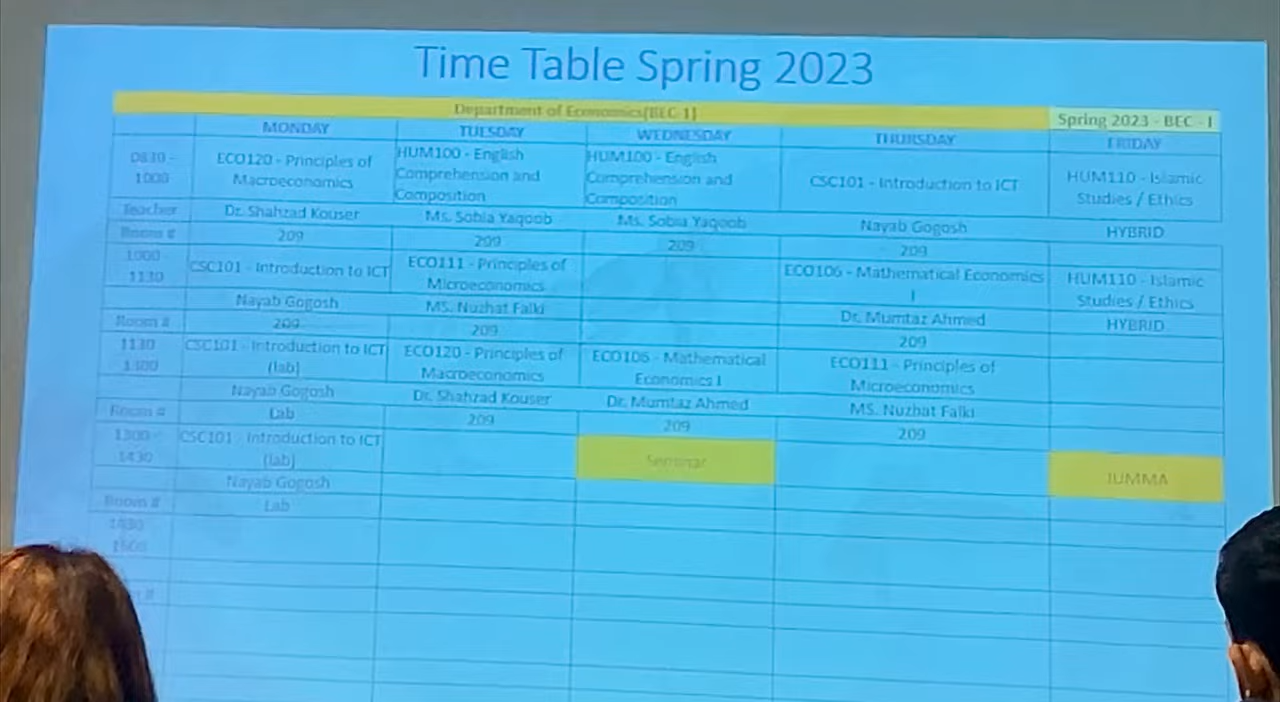 Time Table Spring 2023
Department of Economics(BEC-1) Spring 2023 - BEC - I
MONDAY TUESDAY WEDNESDAY THURSDAY FRIDAY
0830 - 1000 ECO120 - Principles of Macroeconomics HUM100 - English Comprehension and Composition HUM100 - English Comprehension and Composition CSC101 - Introduction to ICT HUM110 - Islamic Studies / Ethics
Teacher Dr. Shahzad Kouser Ms. Sobia Yaqoob Ms. Sobia Yaqoob Nayab Gogosh HYBRID
Room # 209 209 209 209
1000 1130 CSC101 - Introduction to ICT ECO111 - Principles of Microeconomics ECO106 - Mathematical Economics I HUM110 - Islamic Studies / Ethics
Nayab Gogosh MS. Nuzhat Falki Dr. Mumtaz Ahmed HYBRID
Room # 209 209 209
1130 1300 CSC101 - Introduction to ICT (lab) ECO120 - Principles of Macroeconomics ECO106 - Mathematical Economics I ECO111 - Principles of Microeconomics
Nayab Gogosh Dr. Shahzad Kouser Dr. Mumtaz Ahmed MS. Nuzhat Falki
Room # Lab 209 209 209
1300 - 1430 CSC101 - Introduction to ICT (lab) Seminar JUMMA
Nayab Gogosh
Room # Lab
1430
#